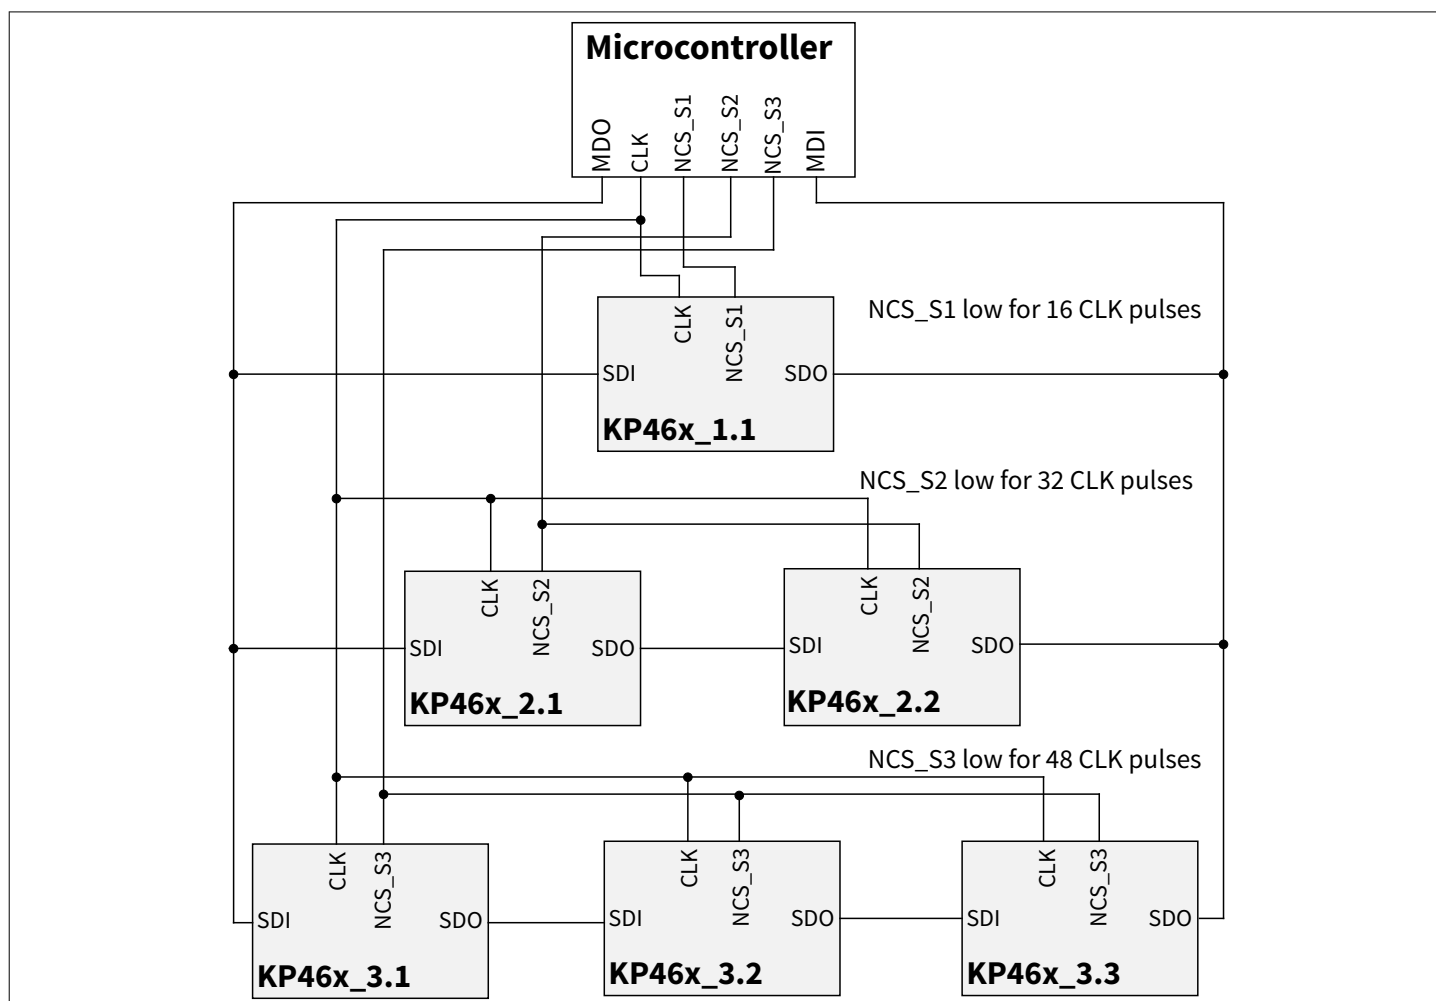 Microcontroller
MDO
CLK
NCS_S1
NCS_S2
NCS_S3
MDI
NCS_S1 low for 16 CLK pulses
CLK
NCS_S1
SDI
SDO
KP46x_1.1
NCS_S2 low for 32 CLK pulses
CLK
NCS_S2
SDI
SDO
KP46x_2.1
CLK
NCS_S2
SDI
SDO
KP46x_2.2
NCS_S3 low for 48 CLK pulses
CLK
NCS_S3
SDI
SDO
KP46x_3.1
CLK
NCS_S3
SDI
SDO
KP46x_3.2
CLK
NCS_S3
SDI
SDO
KP46x_3.3